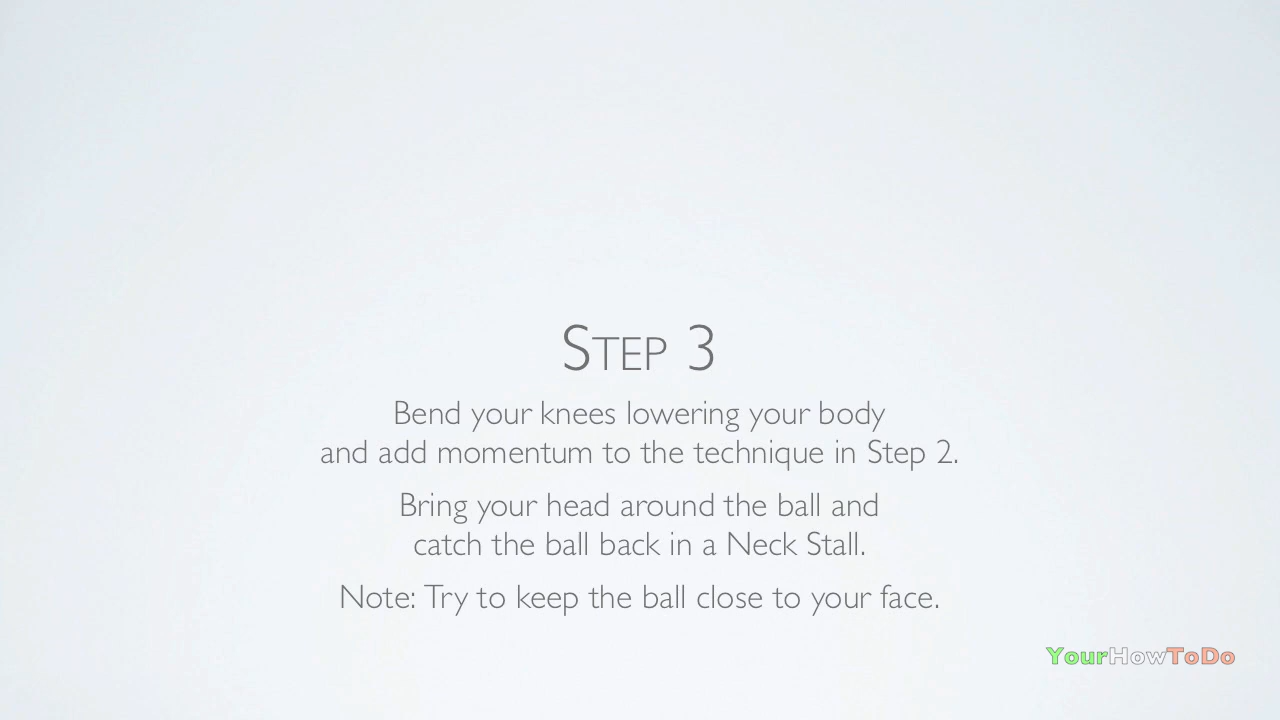 Step 3
Bend your knees lowering your body
and add momentum to the technique in Step 2.
Bring your head around the ball and
catch the ball back in a Neck Stall.
Note: Try to keep the ball close to your face.
YourHowToDo